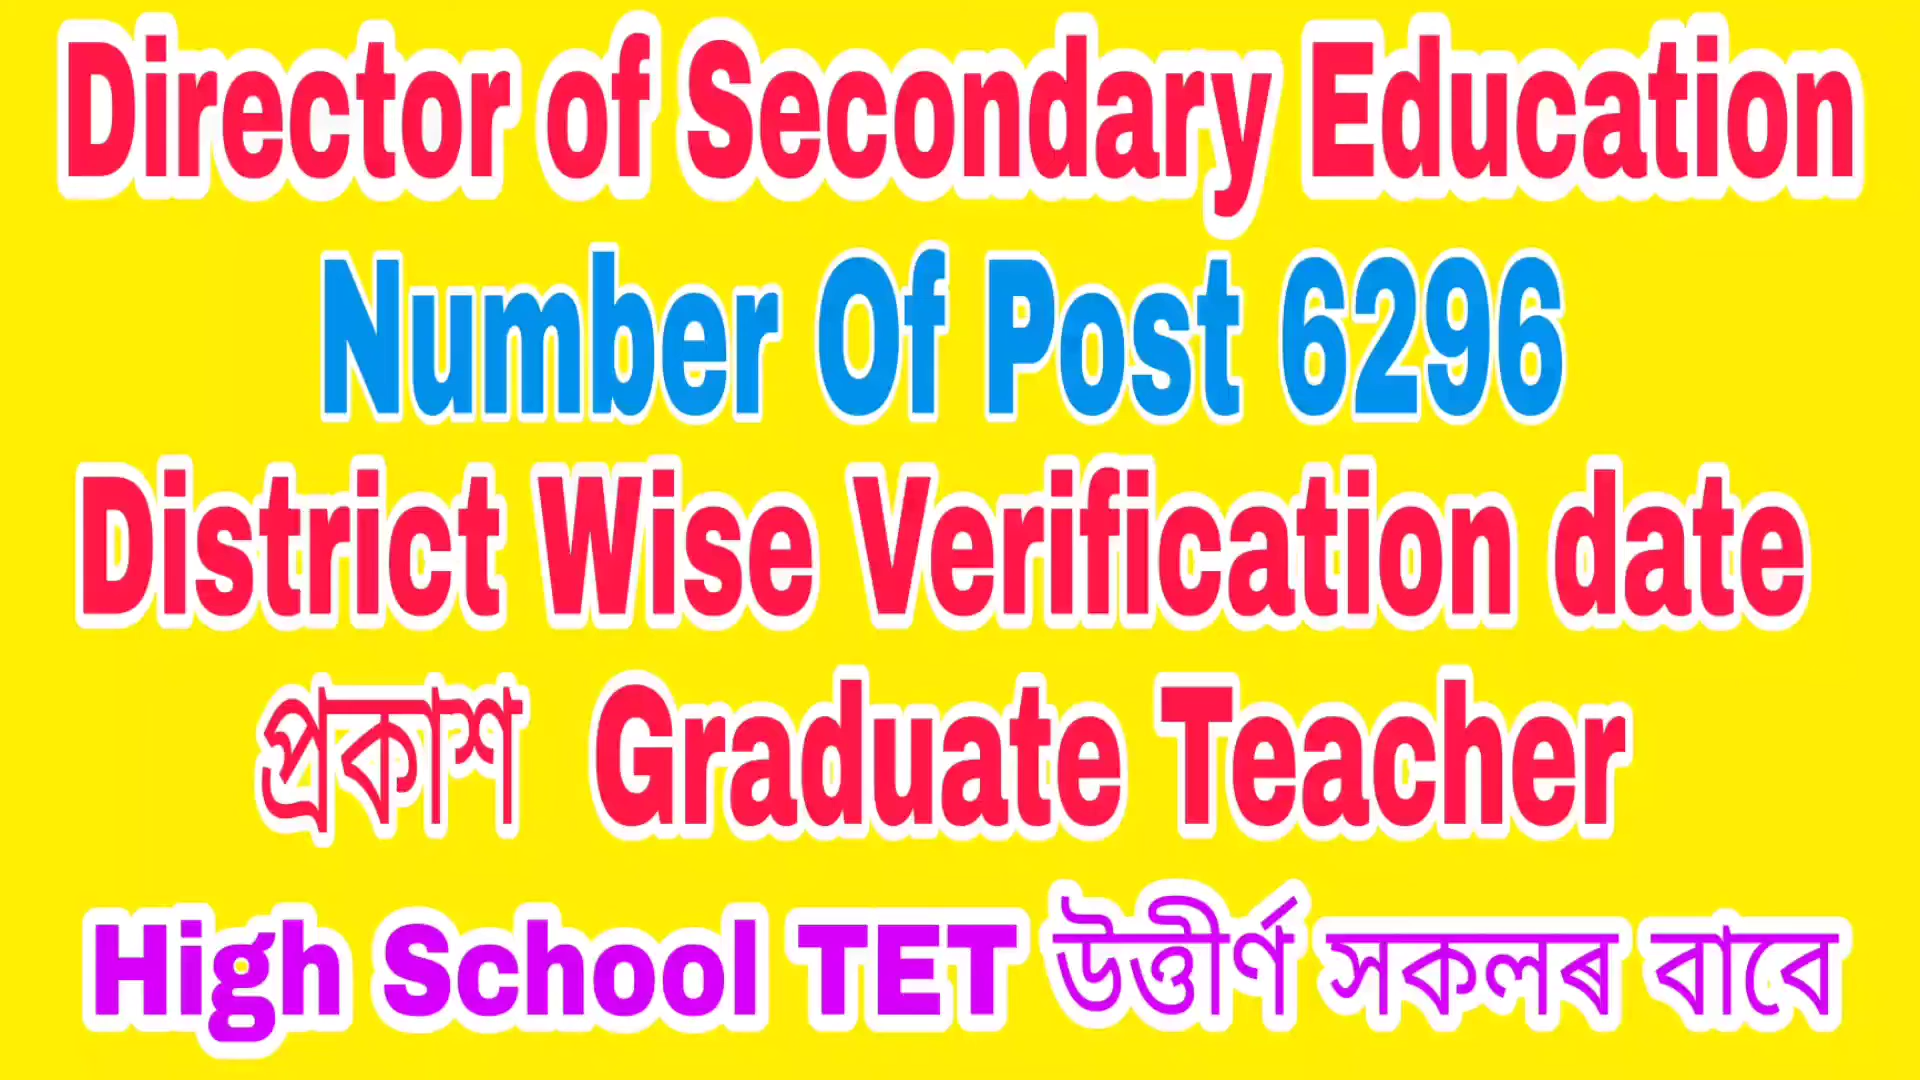 Director of Secondary Education
Number Of Post 6296
District Wise Verification date
প্ৰকাশ Graduate Teacher
High School TET উত্তীৰ্ণ সকলৰ বাবে